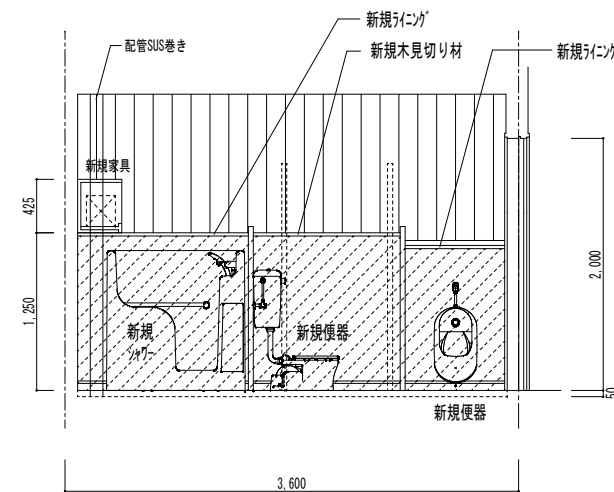 新規ﾗｲﾆﾝｸﾞ
配管SUS巻き
新規木見切り材
新規ﾗｲﾆﾝｸﾞ
新規家具
425
1,250
2,000
50
新規
ｼｬﾜｰ
新規便器
新規便器
3,600